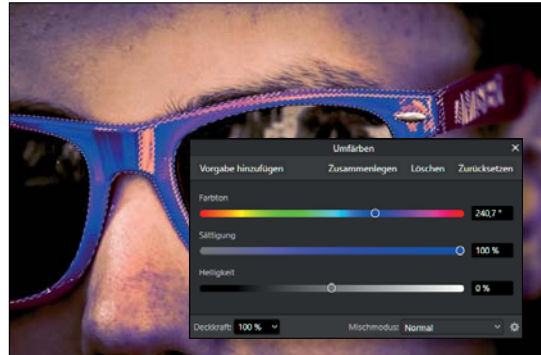 Umfärben
Vorgabe hinzufügen Zusammenlegen Löschen Zurücksetzen
Farbton
240,7 °
Sättigung
100 %
Helligkeit
0 %
Deckkraft: 100 % Mischmodus: Normal